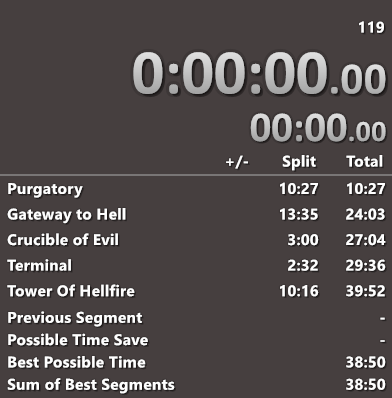 119
0:00:00.00
00:00.00
+/- Split Total
Purgatory 10:27 10:27
Gateway to Hell 13:35 24:03
Crucible of Evil 3:00 27:04
Terminal 2:32 29:36
Tower Of Hellfire 10:16 39:52
Previous Segment -
Possible Time Save -
Best Possible Time 38:50
Sum of Best Segments 38:50